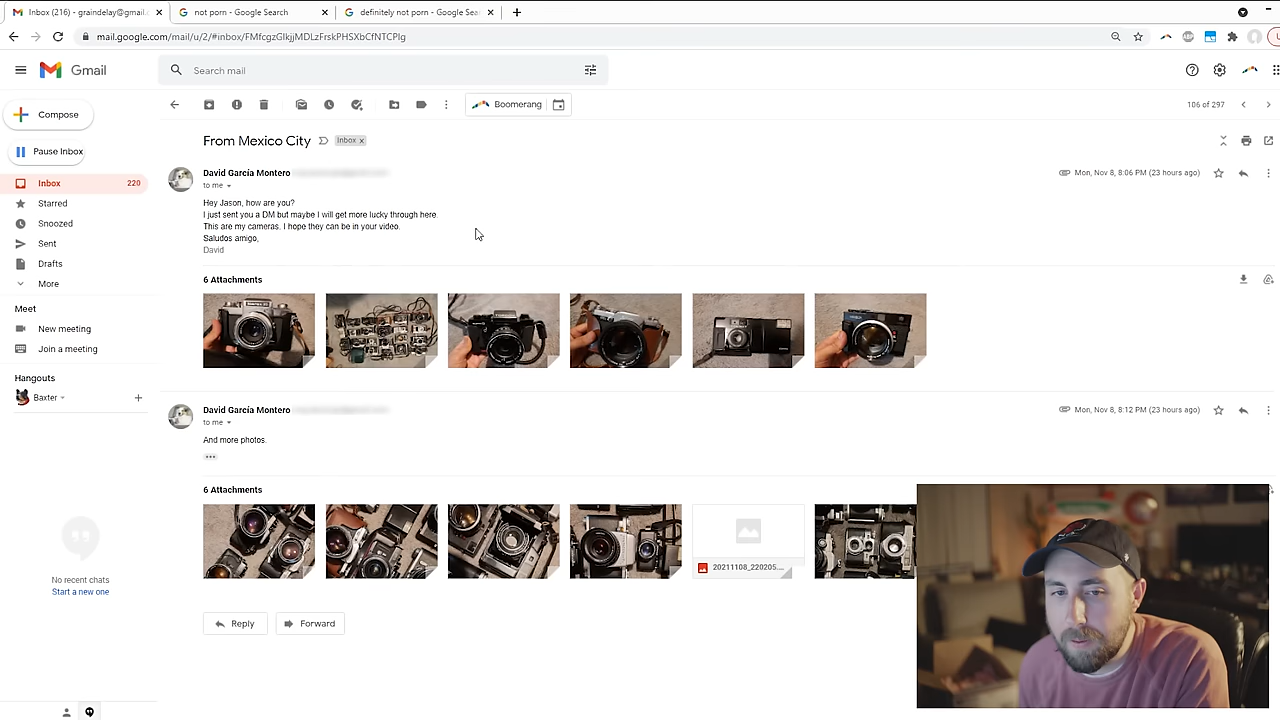 Inbox (216) - graindelay@gmail.c
not porn - Google Search
definitely not porn - Google Sea
mail.google.com/mail/u/2/#inbox/FMfcgzGlkjjMDLzFrskPHSXbCfNTCPlg
Gmail
Search mail
Compose
Boomerang
106 of 297
Pause Inbox
From Mexico City
Inbox x
Inbox
220
Starred
Snoozed
Sent
Drafts
More
Meet
New meeting
Join a meeting
Hangouts
Baxter
No recent chats
Start a new one
David García Montero
Mon, Nov 8, 8:06 PM (23 hours ago)
to me
Hey Jason, how are you?
I just sent you a DM but maybe I will get more lucky through here.
This are my cameras. I hope they can be in your video.
Saludos amigo,
David
6 Attachments
David García Montero
Mon, Nov 8, 8:12 PM (23 hours ago)
to me
And more photos.
6 Attachments
20211108_220205....
Reply
Forward